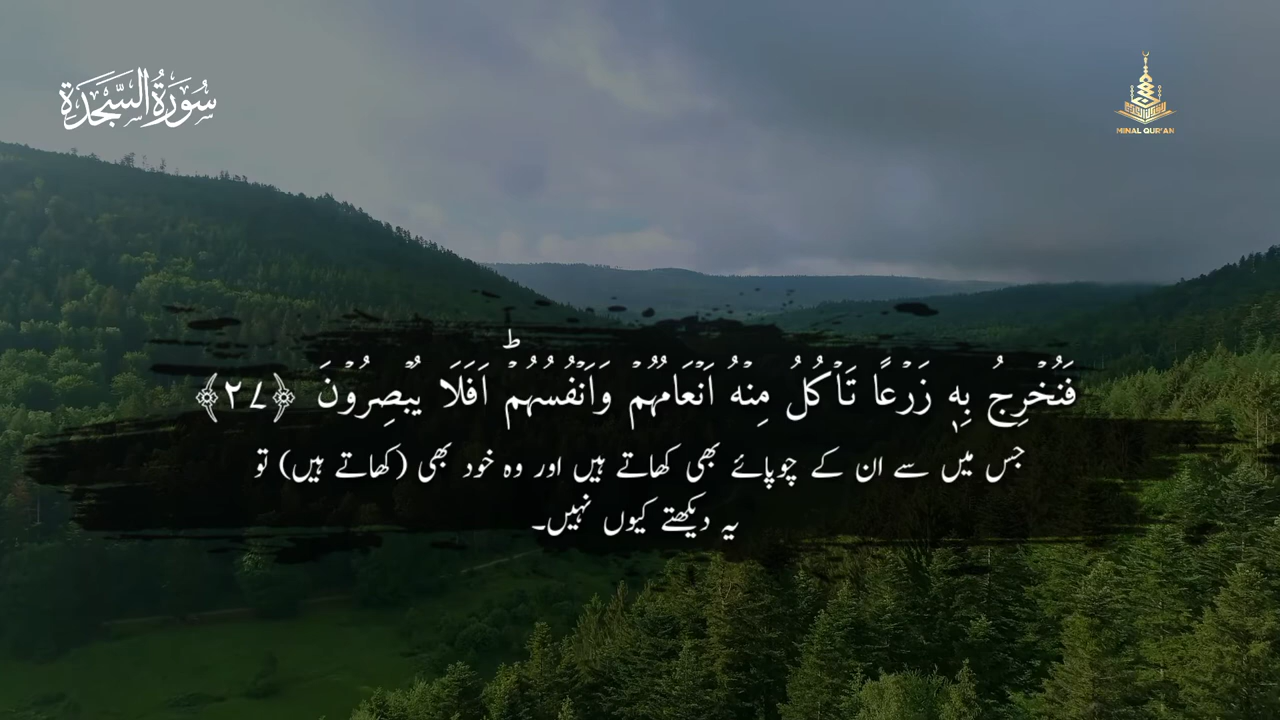 سُوْرَةُ السَّجْدَة
MINAL QUR'AN
فَنُخۡرِجُ بِهٖ زَرۡعًا تَاۡكُلُ مِنۡهُ اَنۡعَامُهُمۡ وَاَنۡفُسُهُمۡؕ اَفَلَا يُبۡصِرُوۡنَ ﴿۲۷﴾
جس میں سے ان کے چوپائے بھی کھاتے ہیں اور وہ خود بھی (کھاتے ہیں) تو
یہ دیکھتے کیوں نہیں۔